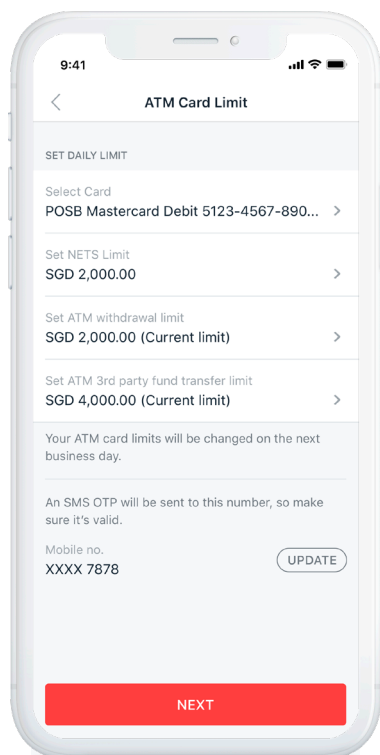 9:41
ATM Card Limit
SET DAILY LIMIT
Select Card
POSB Mastercard Debit 5123-4567-890...
Set NETS Limit
SGD 2,000.00
Set ATM withdrawal limit
SGD 2,000.00 (Current limit)
Set ATM 3rd party fund transfer limit
SGD 4,000.00 (Current limit)
Your ATM card limits will be changed on the next
business day.
An SMS OTP will be sent to this number, so make
sure it's valid.
Mobile no.
XXXX 7878
UPDATE
NEXT